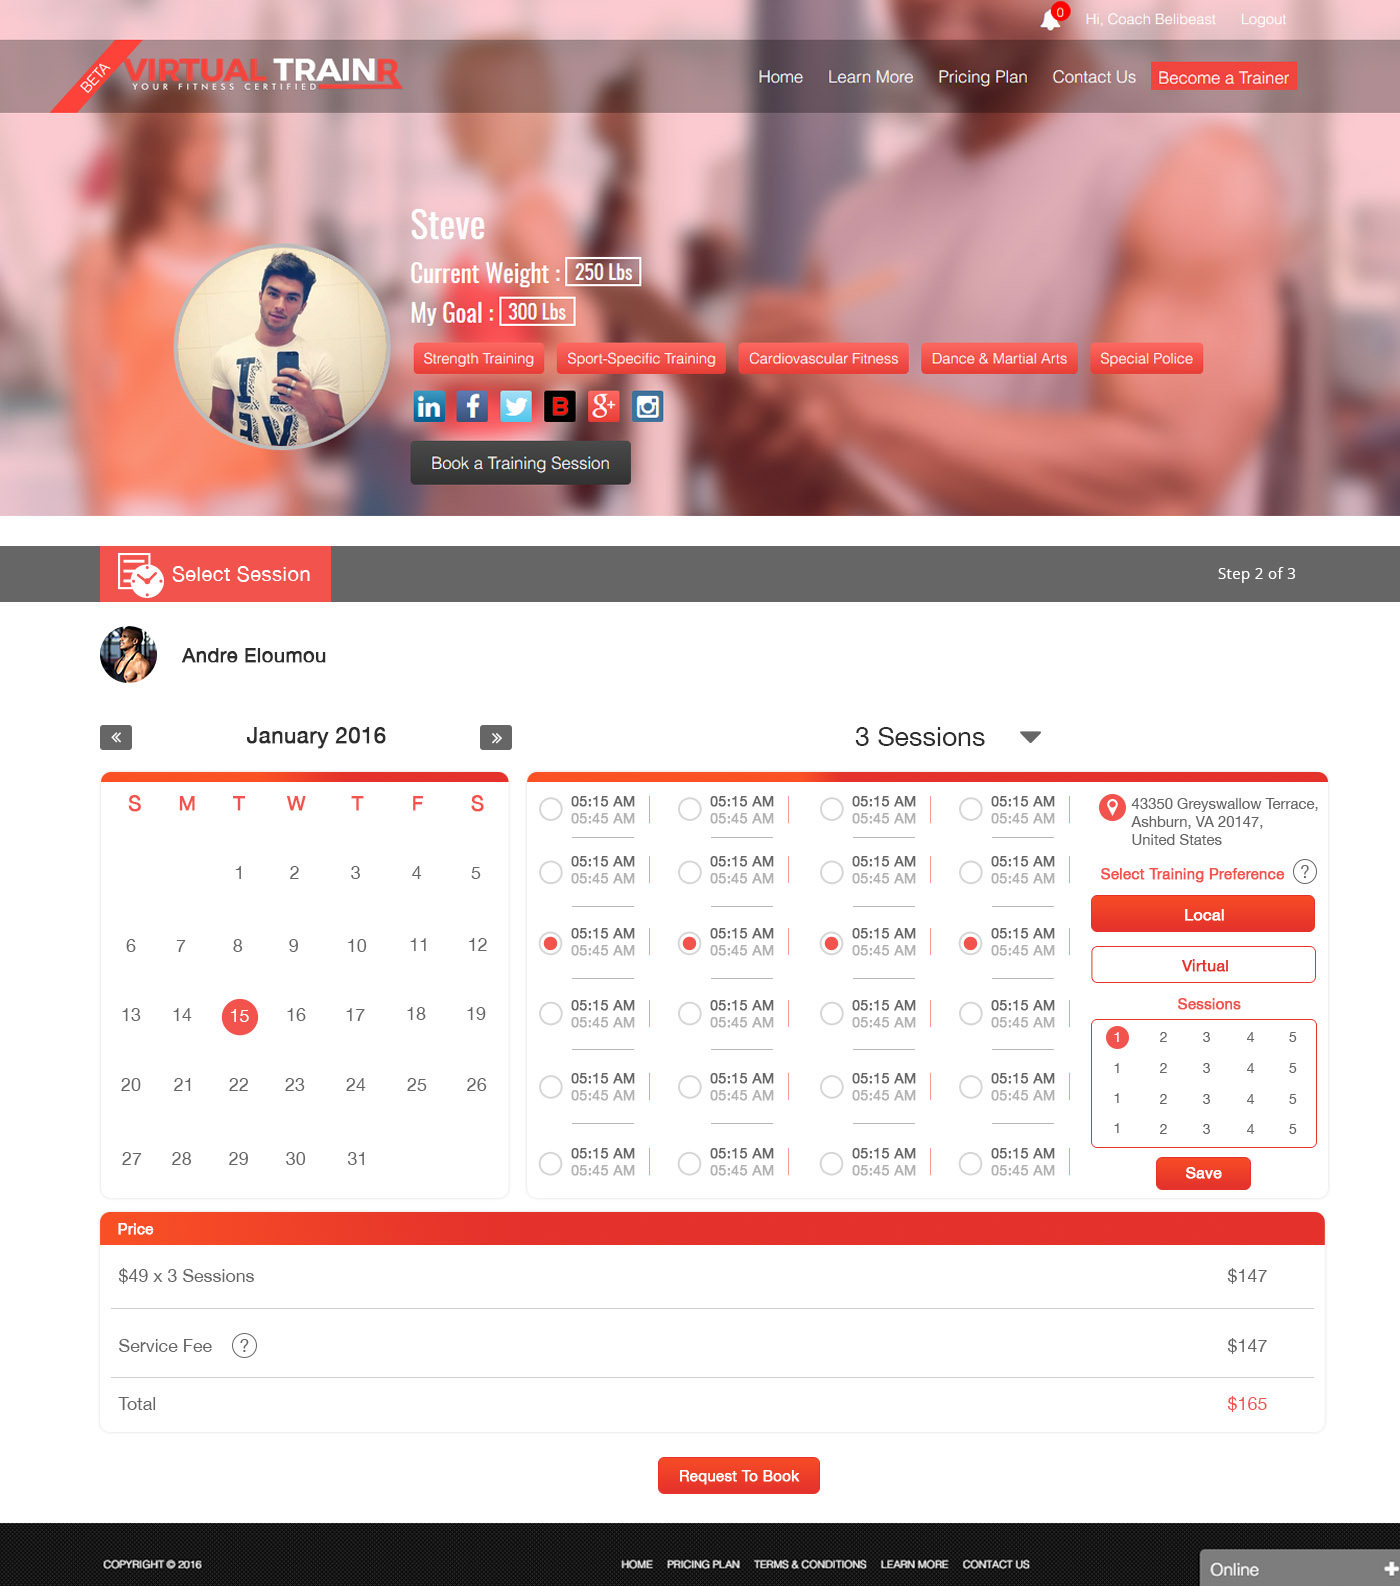 0 Hi, Coach Belibeast Logout
BETA
VIRTUAL TRAINR
YOUR FITNESS CERTIFIED
Home Learn More Pricing Plan Contact Us Become a Trainer
Steve
Current Weight : 250 Lbs
My Goal : 300 Lbs
Strength Training Sport-Specific Training Cardiovascular Fitness Dance & Martial Arts Special Police
in f B g+
Book a Training Session
Select Session
Step 2 of 3
Andre Eloumou
« January 2016 »
S M T W T F S
1 2 3 4 5
6 7 8 9 10 11 12
13 14 15 16 17 18 19
20 21 22 23 24 25 26
27 28 29 30 31
3 Sessions
05:15 AM 05:15 AM 05:15 AM 05:15 AM
05:45 AM 05:45 AM 05:45 AM 05:45 AM
05:15 AM 05:15 AM 05:15 AM 05:15 AM
05:45 AM 05:45 AM 05:45 AM 05:45 AM
05:15 AM 05:15 AM 05:15 AM 05:15 AM
05:45 AM 05:45 AM 05:45 AM 05:45 AM
05:15 AM 05:15 AM 05:15 AM 05:15 AM
05:45 AM 05:45 AM 05:45 AM 05:45 AM
05:15 AM 05:15 AM 05:15 AM 05:15 AM
05:45 AM 05:45 AM 05:45 AM 05:45 AM
05:15 AM 05:15 AM 05:15 AM 05:15 AM
05:45 AM 05:45 AM 05:45 AM 05:45 AM
43350 Greyswallow Terrace,
Ashburn, VA 20147,
United States
Select Training Preference ?
Local
Virtual
Sessions
1 2 3 4 5
1 2 3 4 5
1 2 3 4 5
1 2 3 4 5
Save
Price
$49 x 3 Sessions $147
Service Fee ? $147
Total $165
Request To Book
COPYRIGHT © 2016 HOME PRICING PLAN TERMS & CONDITIONS LEARN MORE CONTACT US
Online